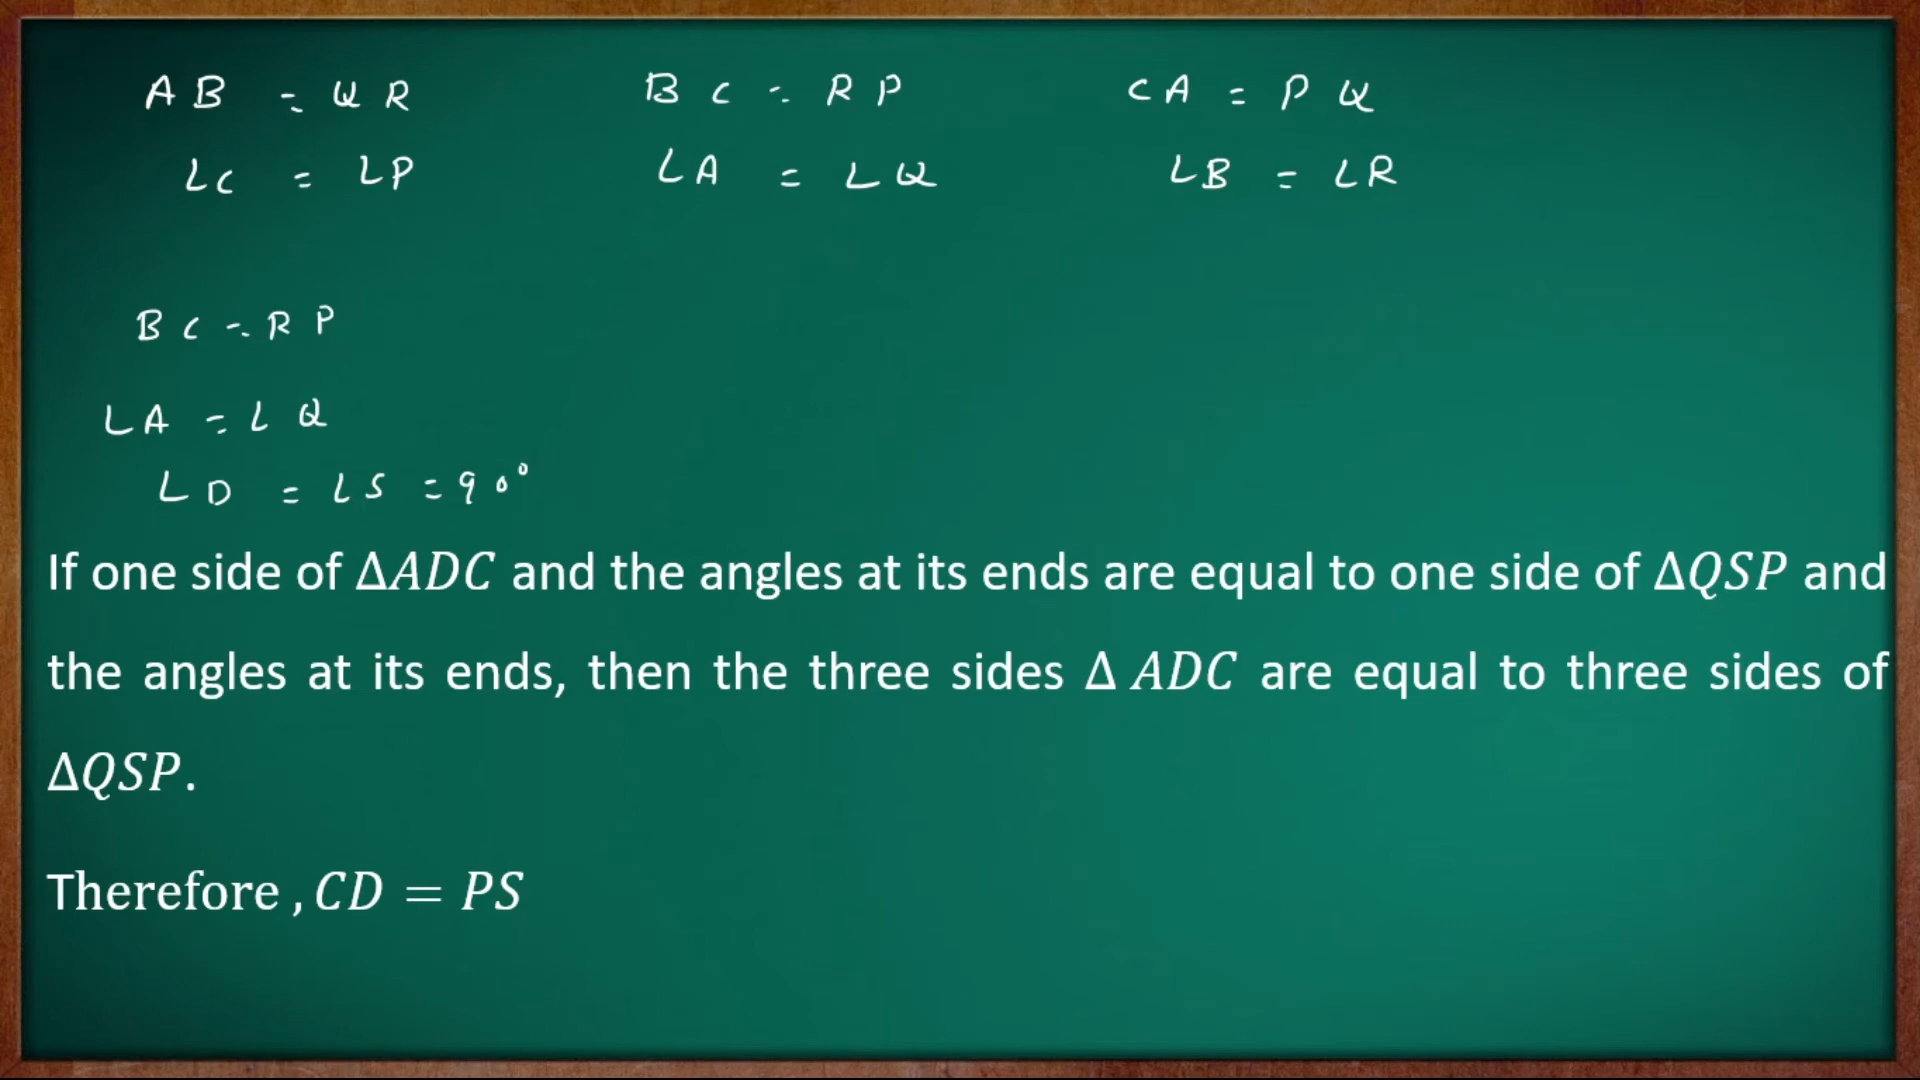 AB = QR BC = RP CA = PQ
∠C = ∠P ∠A = ∠Q ∠B = ∠R
BC = RP
∠A = ∠Q
∠D = ∠S = 90°
If one side of ΔADC and the angles at its ends are equal to one side of ΔQSP and
the angles at its ends, then the three sides Δ ADC are equal to three sides of
ΔQSP.
Therefore , CD = PS